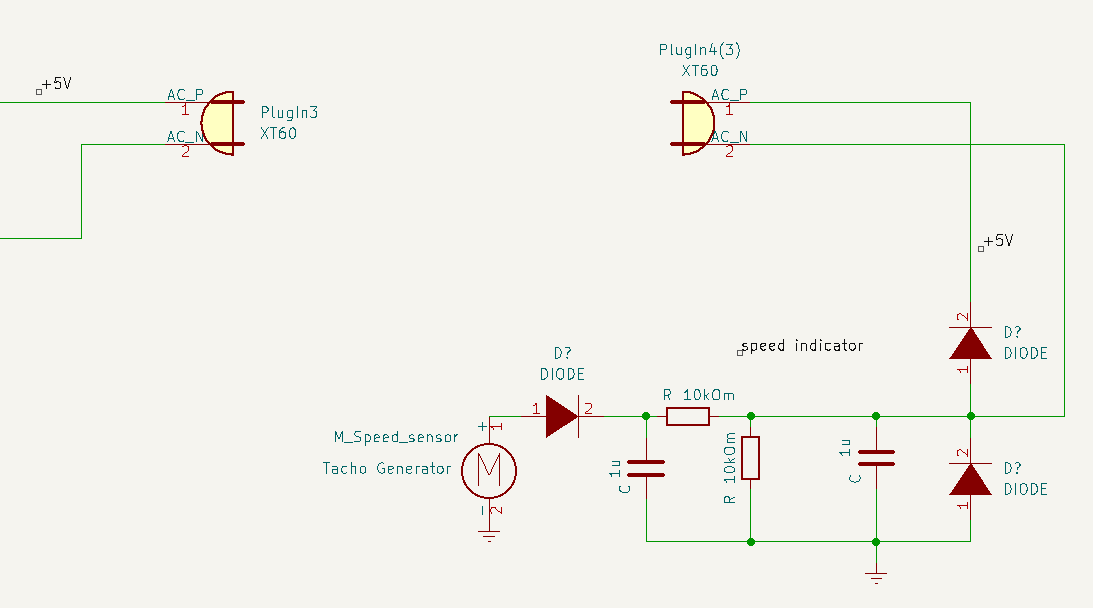 +5V
AC_P
1
AC_N
2
PlugIn3
XT60
PlugIn4(3)
XT60
AC_P
1
AC_N
2
+5V
2
D?
DIODE
1
speed indicator
D?
DIODE
1
2
R 10kOm
M_Speed_sensor
Tacho Generator
+
1
M
-
2
C 1u
R 10kOm
C 1u
2
D?
DIODE
1